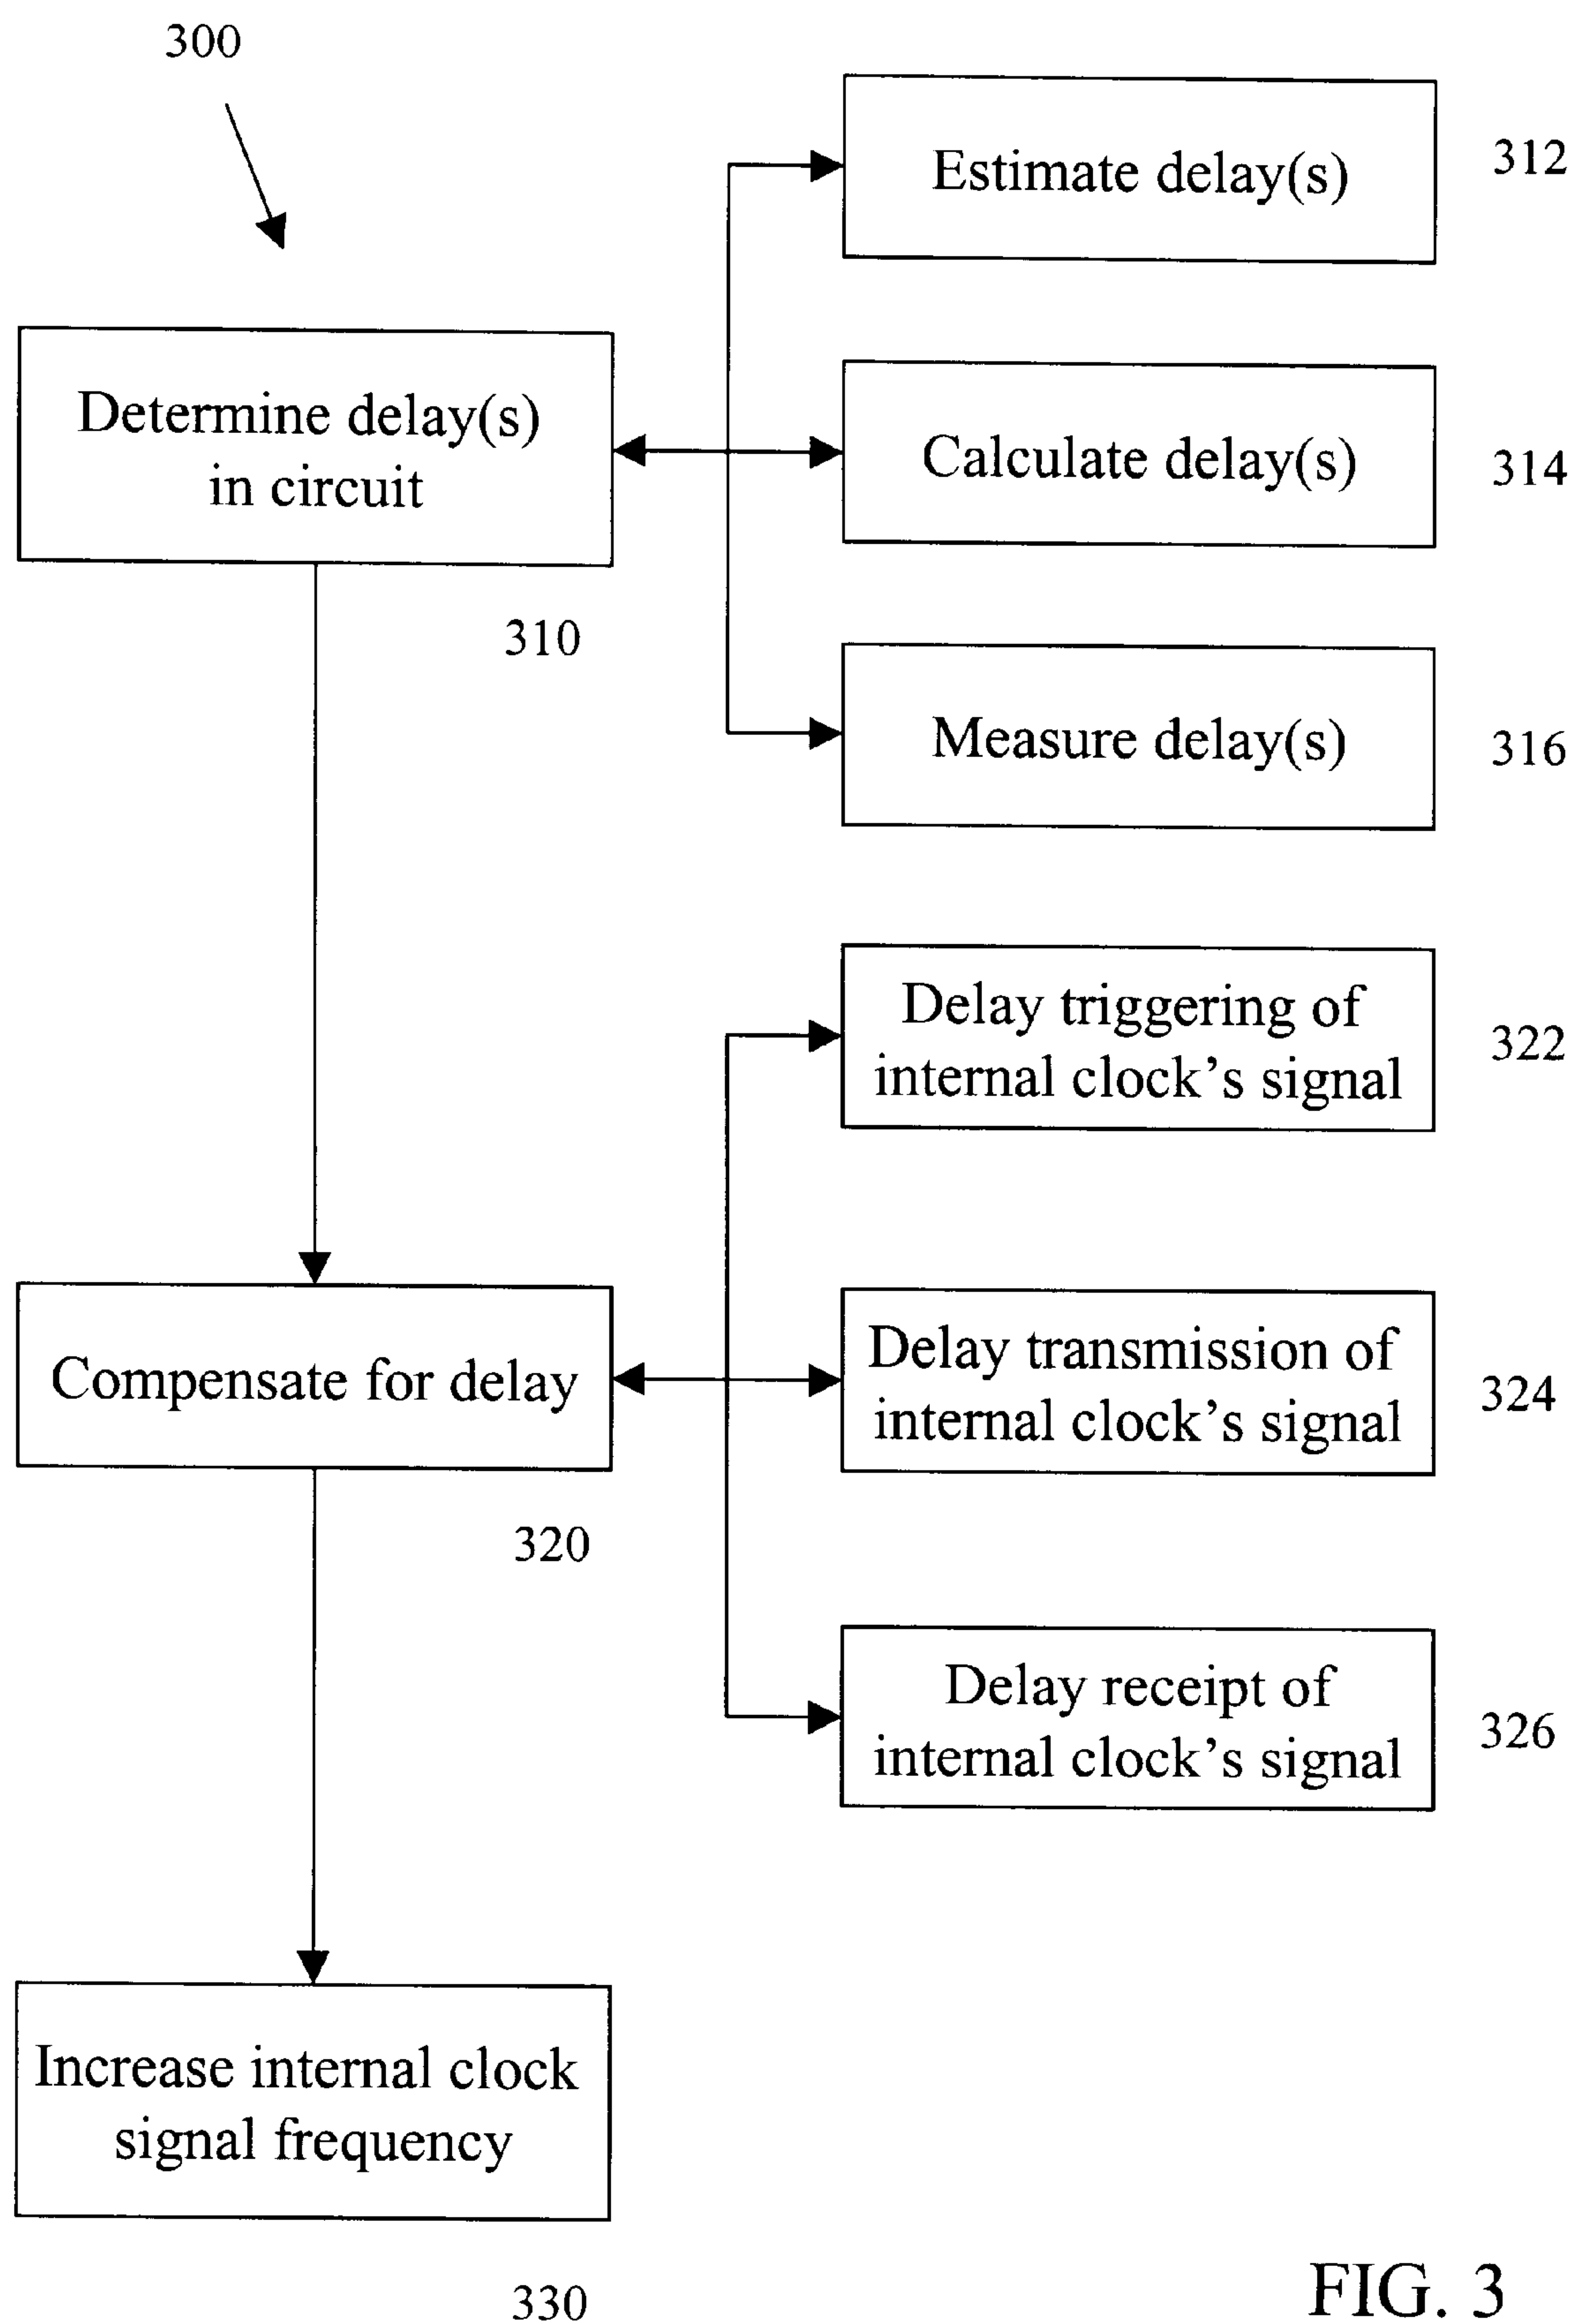 300
Estimate delay(s)
312
Determine delay(s)
in circuit
310
Calculate delay(s)
314
Measure delay(s)
316
Delay triggering of
internal clock's signal
322
Compensate for delay
320
Delay transmission of
internal clock's signal
324
Delay receipt of
internal clock's signal
326
Increase internal clock
signal frequency
330
FIG. 3